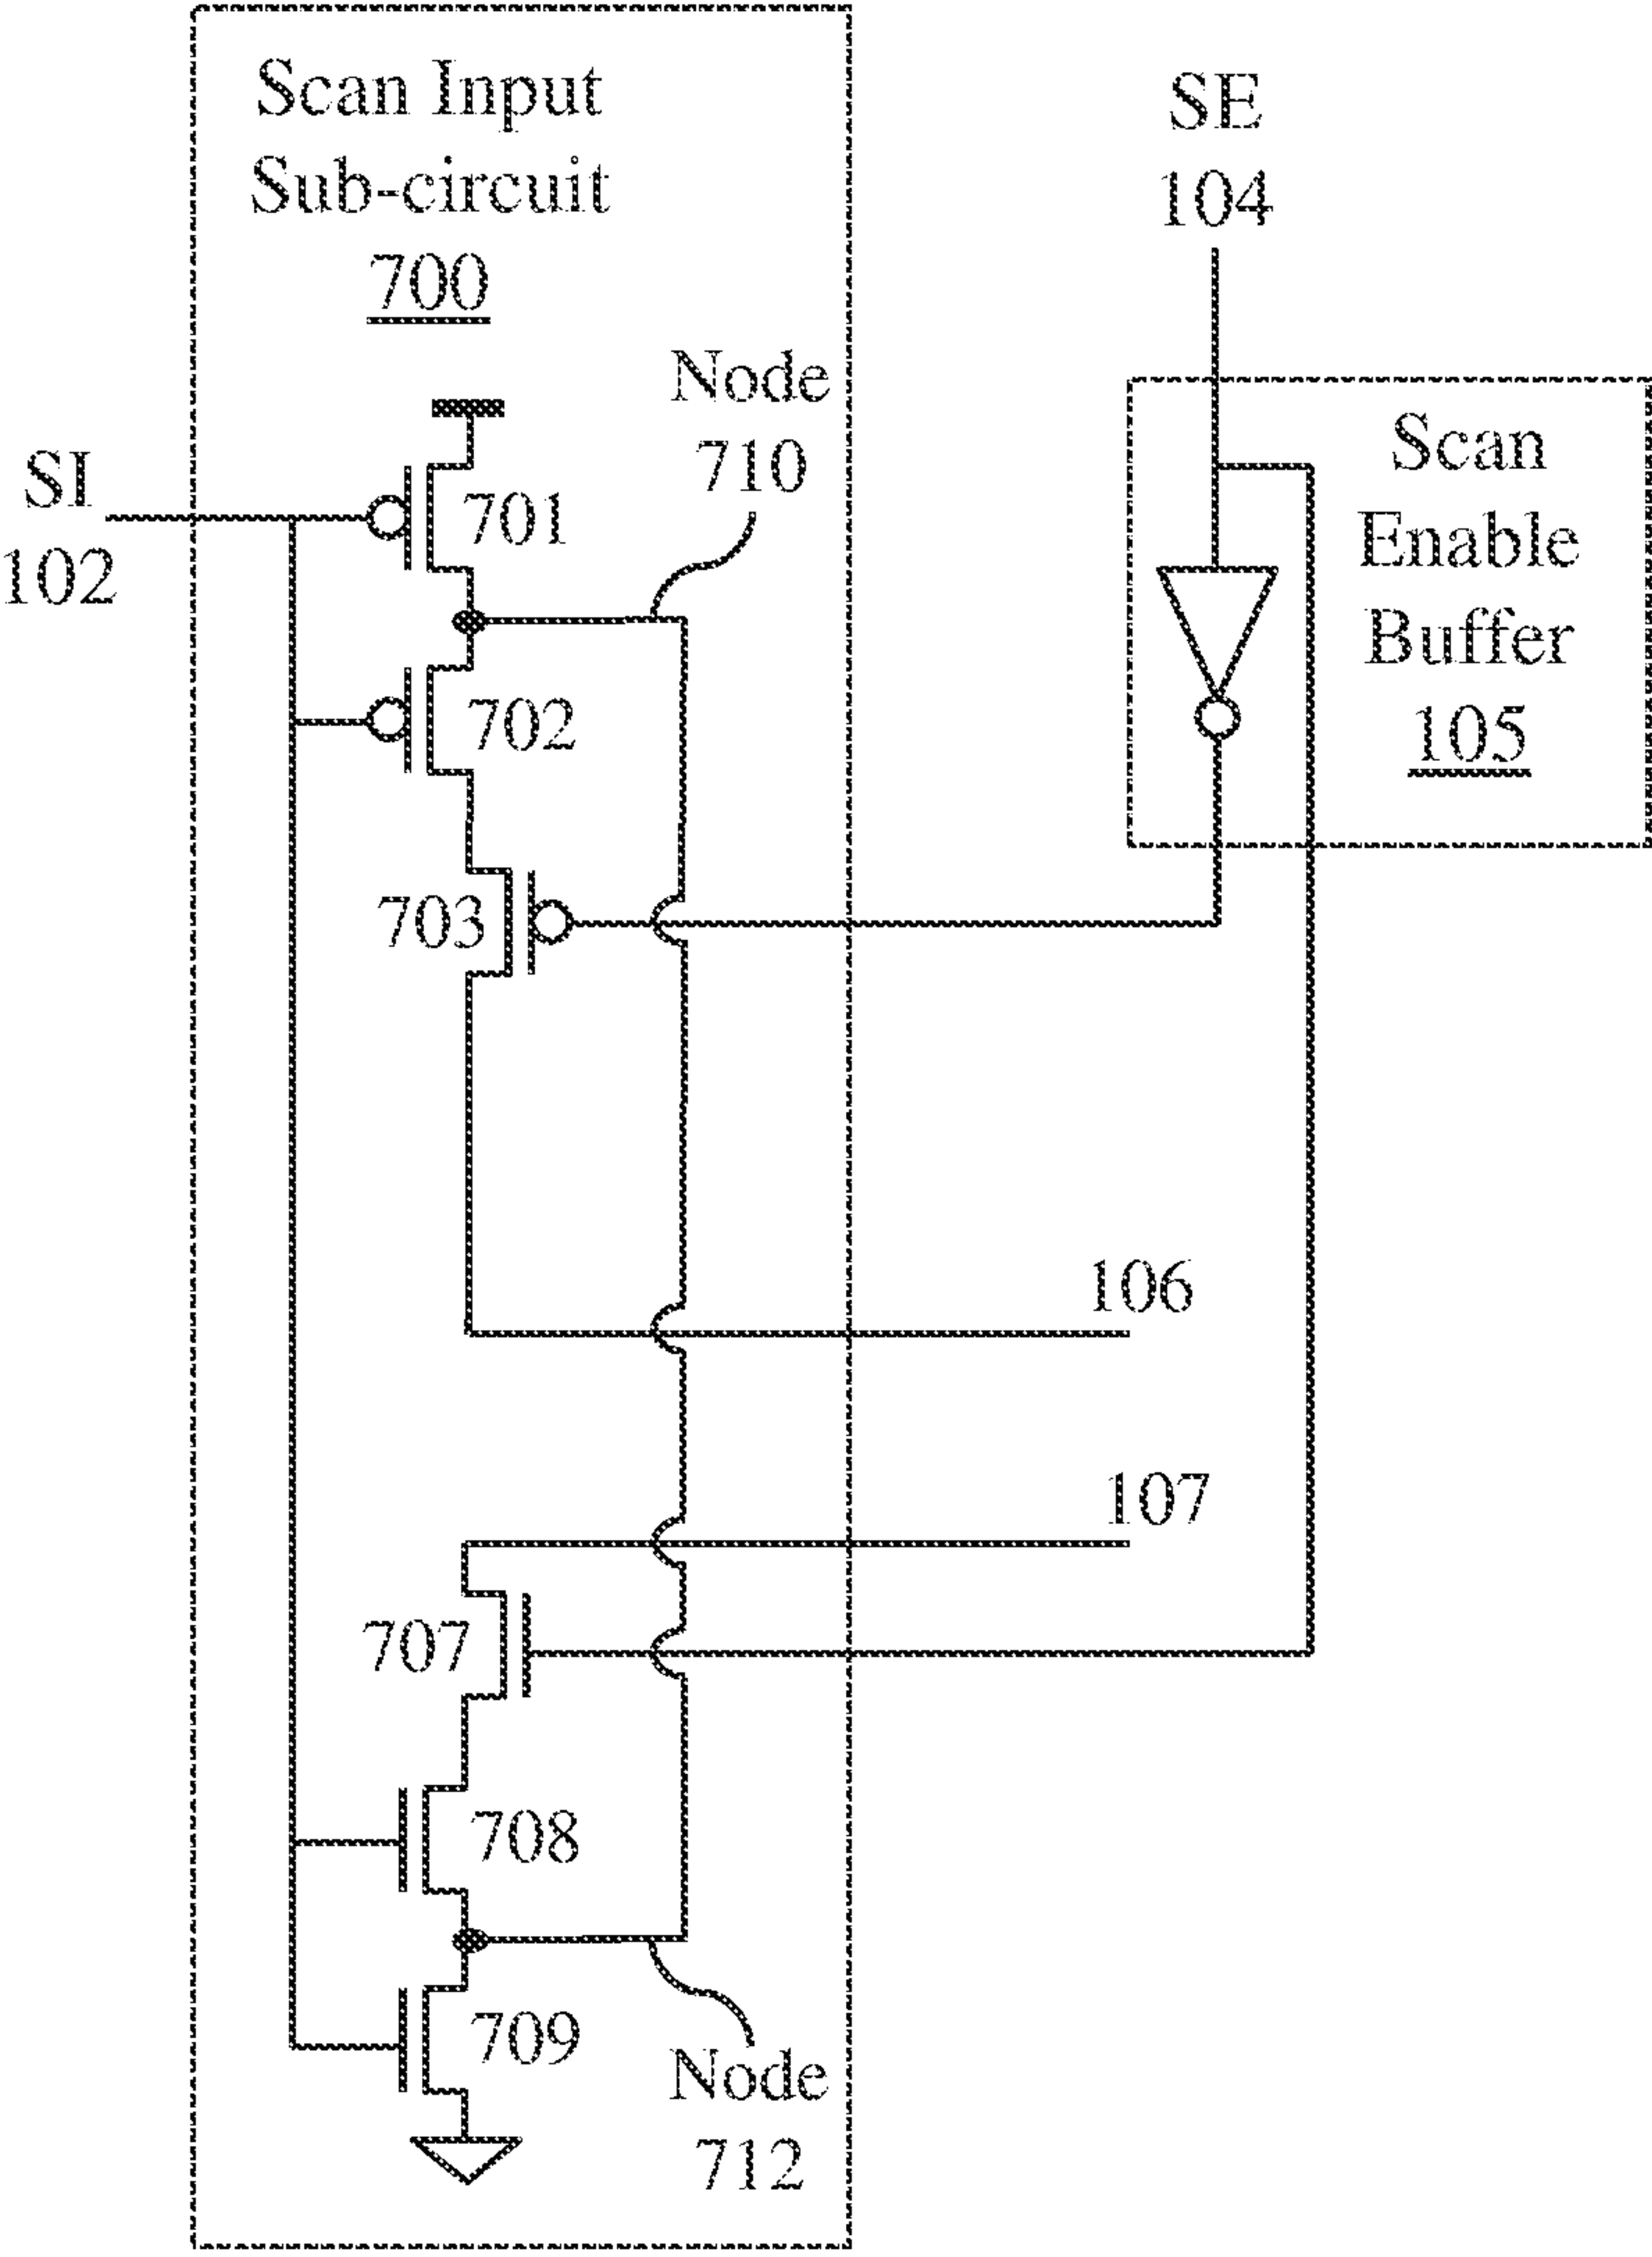 Scan Input
Sub-circuit
700
SE
104
Node
710
SI
102
701
Scan
Enable
Buffer
105
702
703
106
107
707
708
709
Node
712